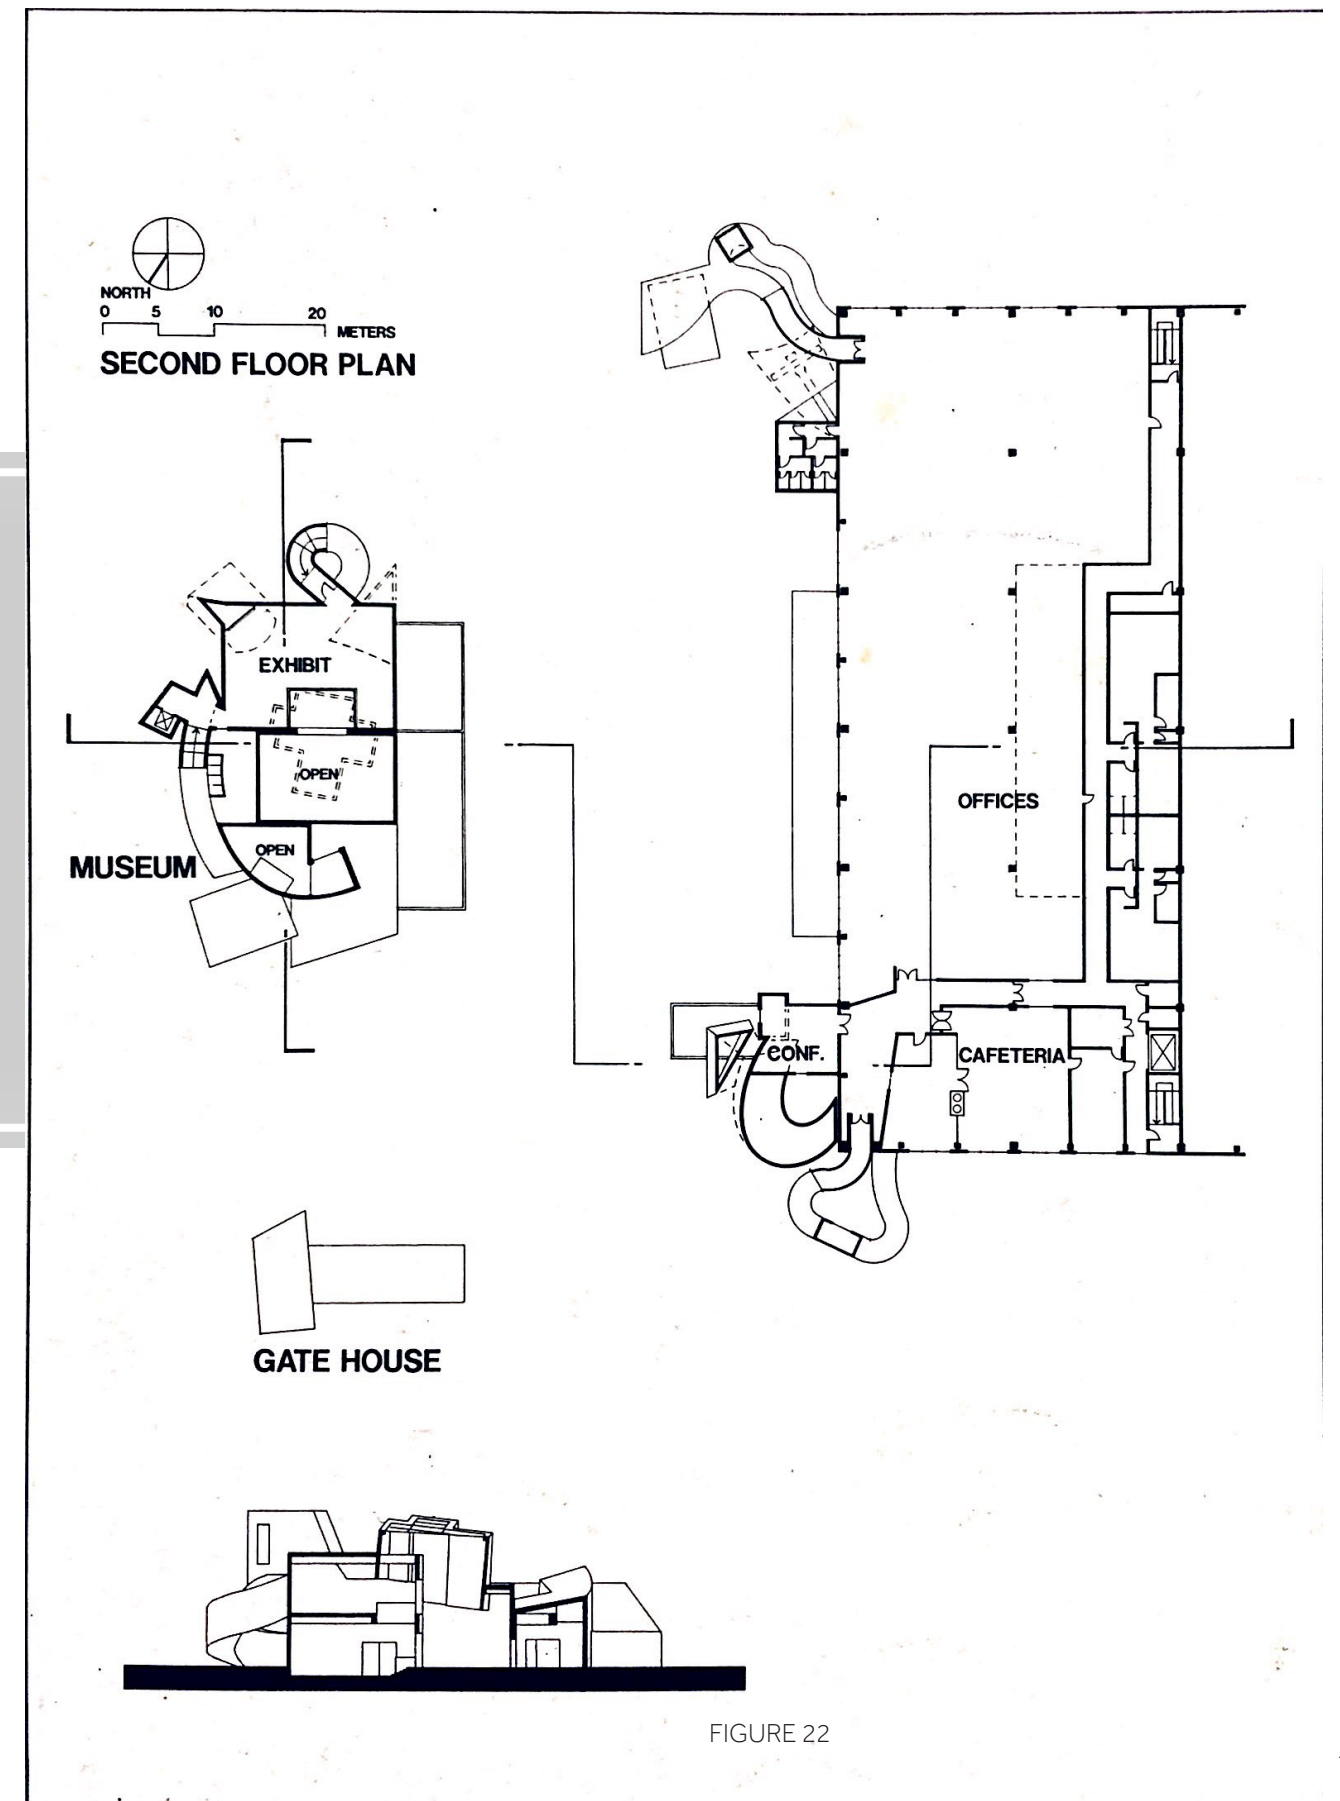 NORTH
0 5 10 20
METERS
SECOND FLOOR PLAN
EXHIBIT
OPEN
OPEN
MUSEUM
OFFICES
CONF.
CAFETERIA
GATE HOUSE
FIGURE 22